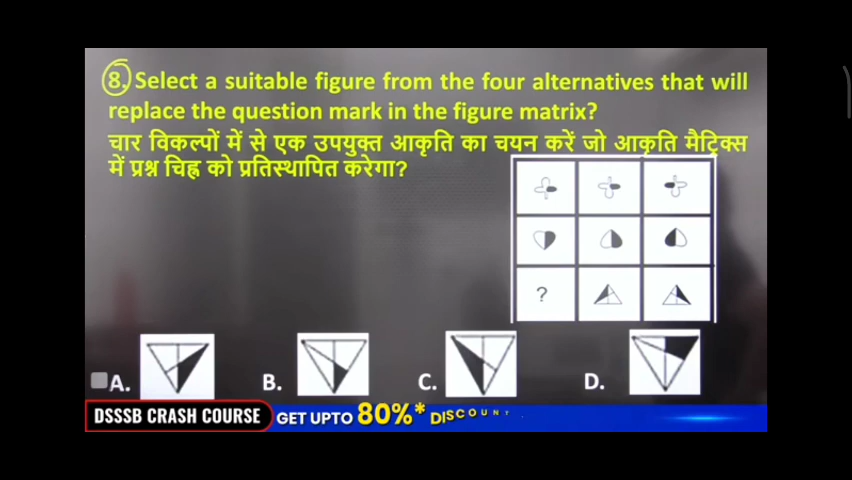 8. Select a suitable figure from the four alternatives that will
replace the question mark in the figure matrix?
चार विकल्पों में से एक उपयुक्त आकृति का चयन करें जो आकृति मैट्रिक्स
में प्रश्न चिह्न को प्रतिस्थापित करेगा?
?
A. B. C. D.
DSSSB CRASH COURSE GET UPTO 80%* DISCOUNT